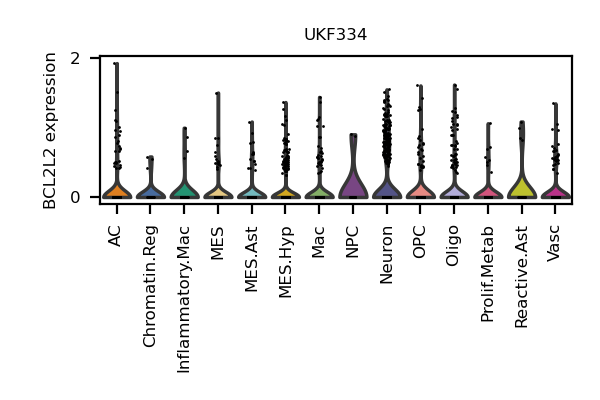 UKF334
BCL2L2 expression
2
0
AC
Chromatin.Reg
Inflammatory.Mac
MES
MES.Ast
MES.Hyp
Mac
NPC
Neuron
OPC
Oligo
Prolif.Metab
Reactive.Ast
Vasc